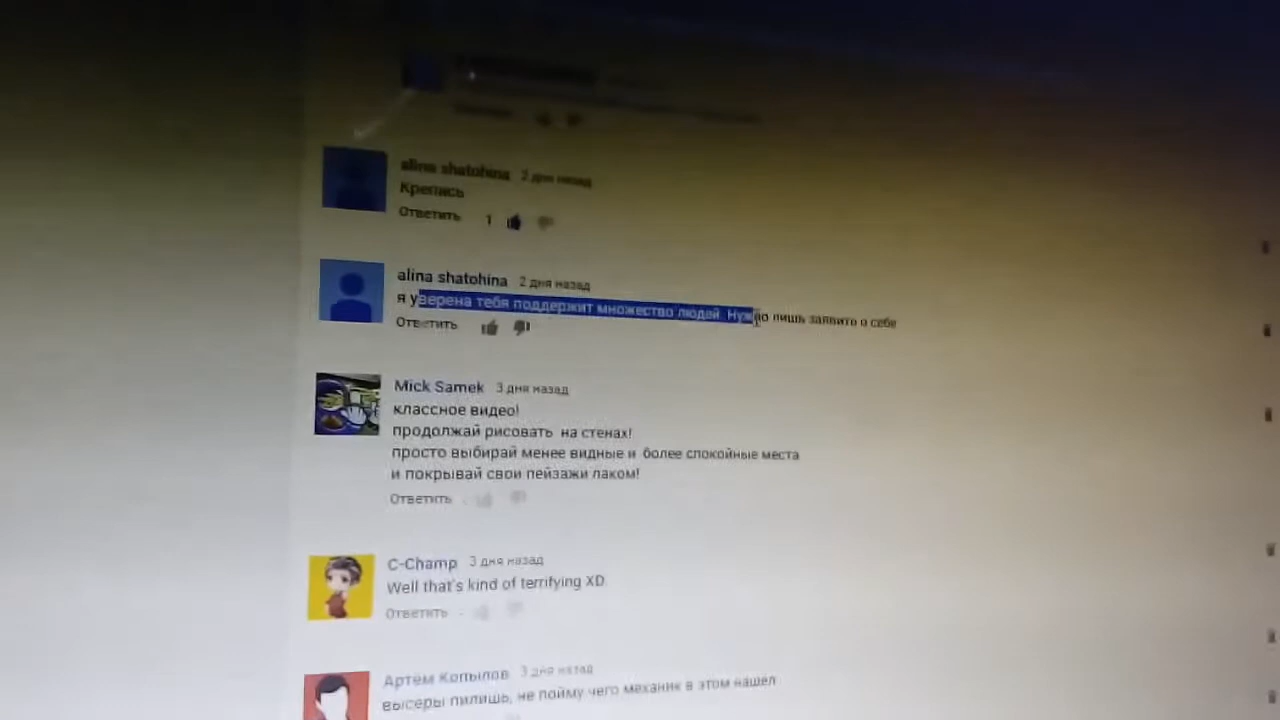 alina shatohina 2 дня назад
Крепись
Ответить 1
alina shatohina 2 дня назад
я уверена тебя поддержит множество людей. Нужно лишь заявить о себе
Ответить
Mick Samek 3 дня назад
классное видео!
продолжай рисовать на стенах!
просто выбирай менее видные и более спокойные места
и покрывай свои пейзажи лаком!
Ответить
C-Champ 3 дня назад
Well that's kind of terrifying XD
Ответить
Артем Копылов 3 дня назад
высеры пилишь, не пойму чего механик в этом нашел